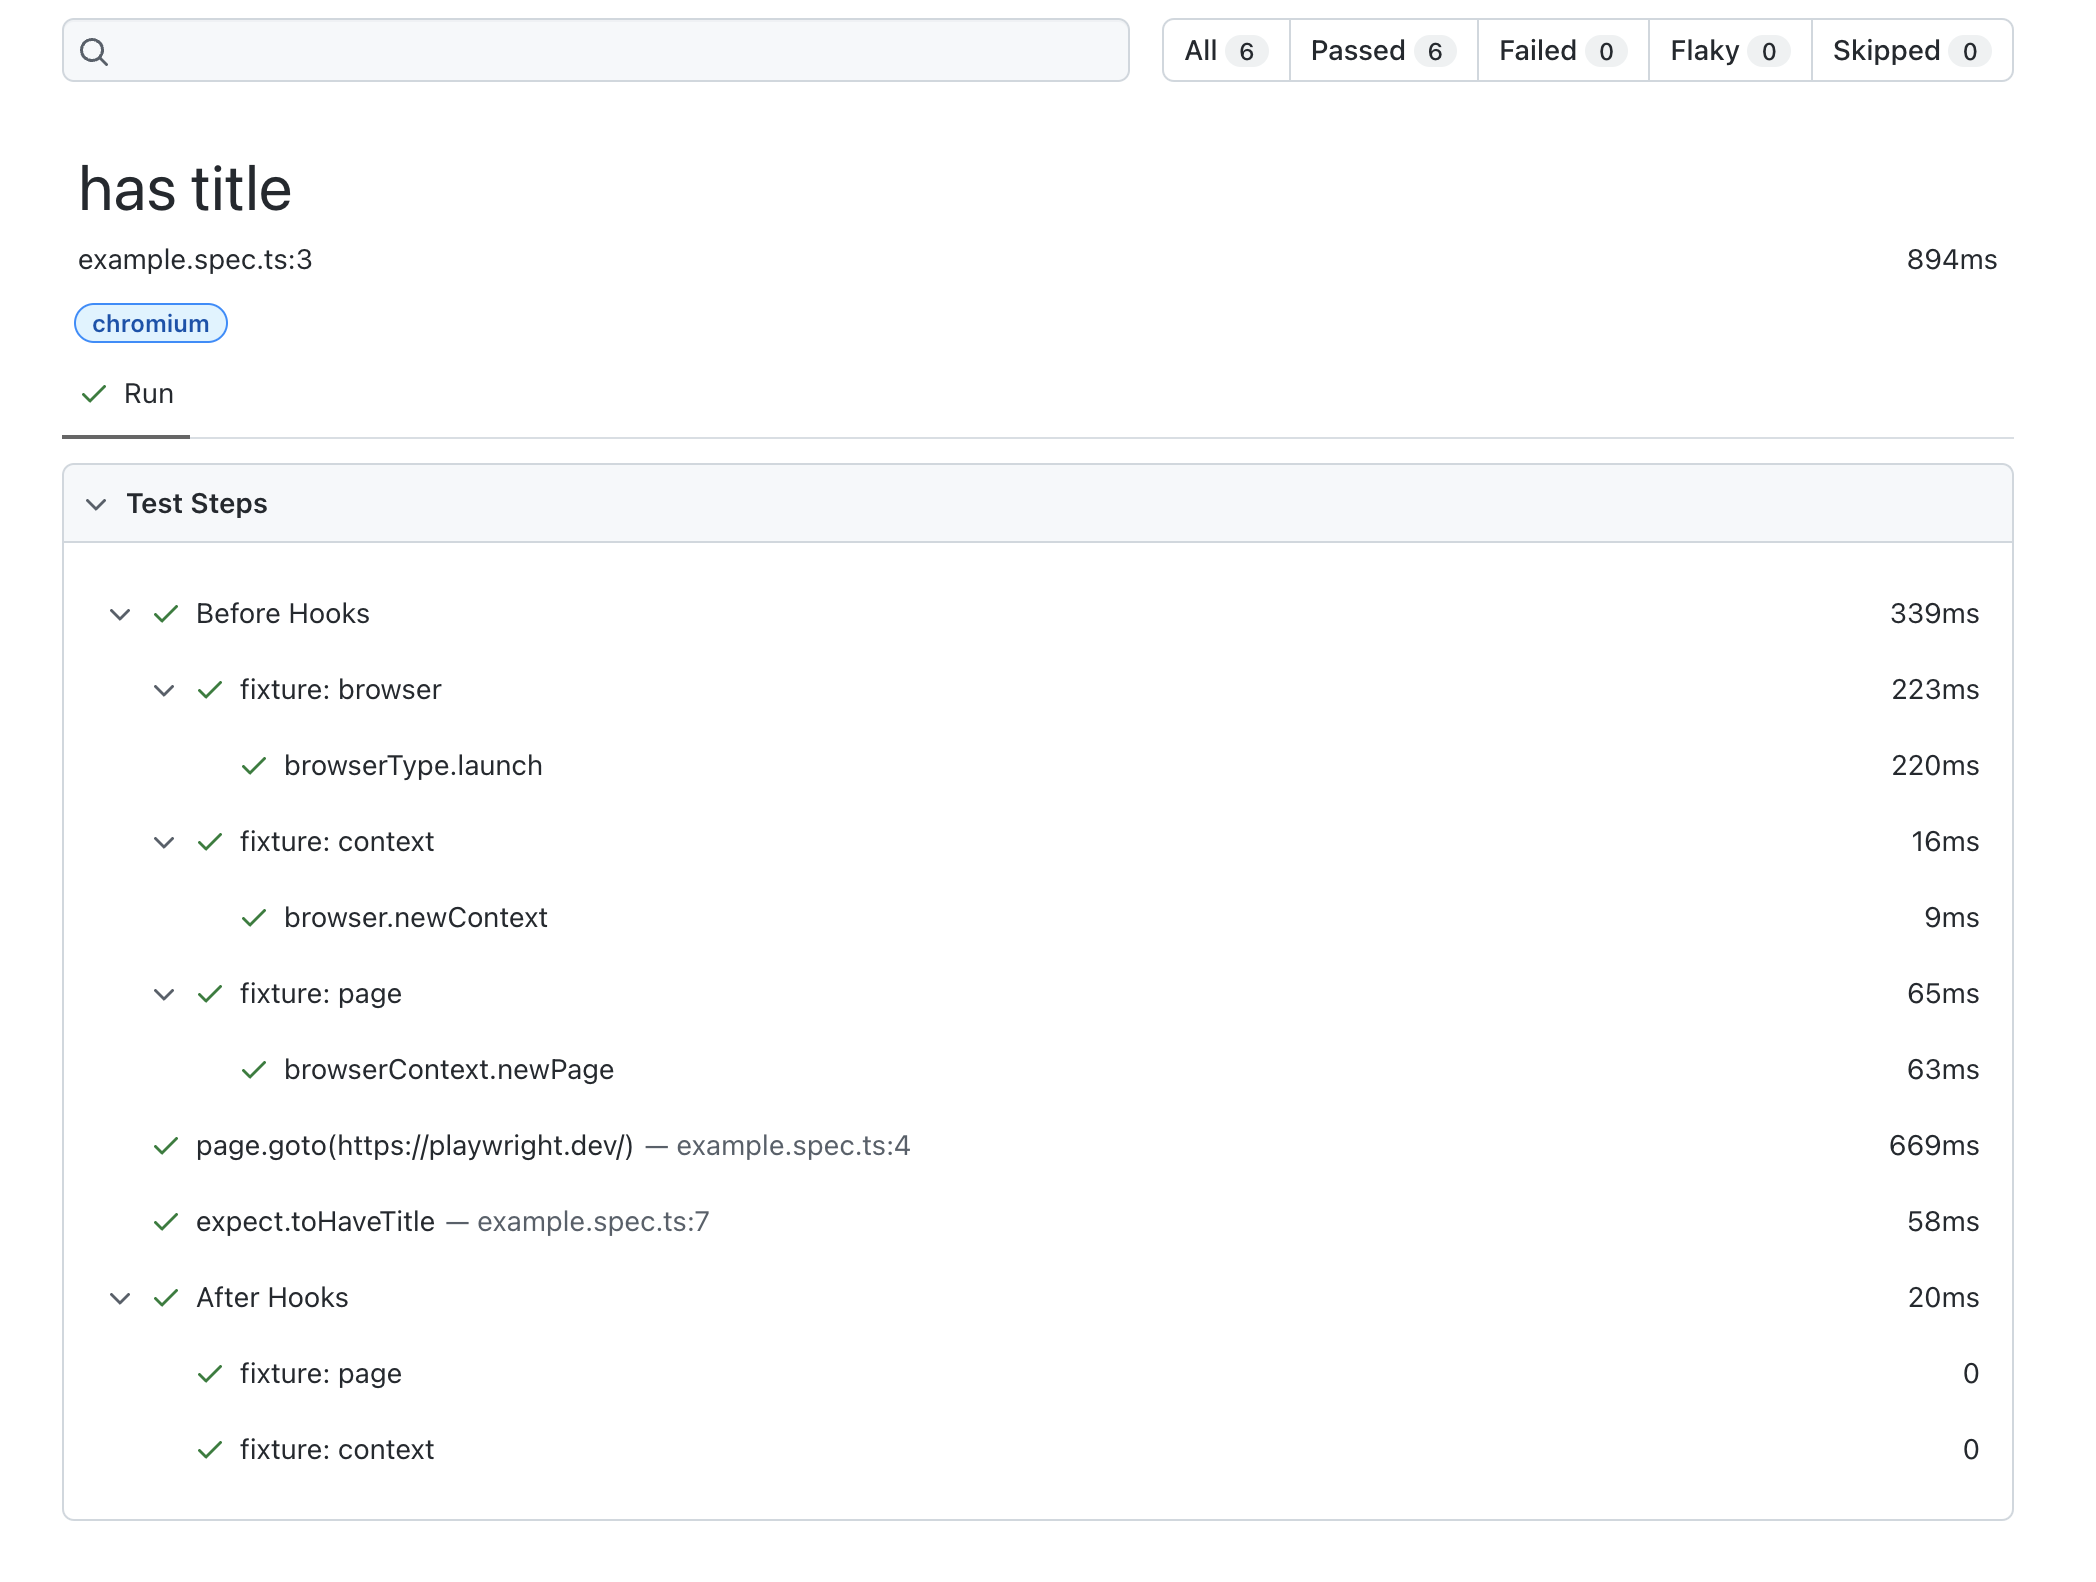 All 6 Passed 6 Failed 0 Flaky 0 Skipped 0
has title
example.spec.ts:3 894ms
chromium
Run
Test Steps
Before Hooks 339ms
fixture: browser 223ms
browserType.launch 220ms
fixture: context 16ms
browser.newContext 9ms
fixture: page 65ms
browserContext.newPage 63ms
page.goto(https://playwright.dev/) — example.spec.ts:4 669ms
expect.toHaveTitle — example.spec.ts:7 58ms
After Hooks 20ms
fixture: page 0
fixture: context 0